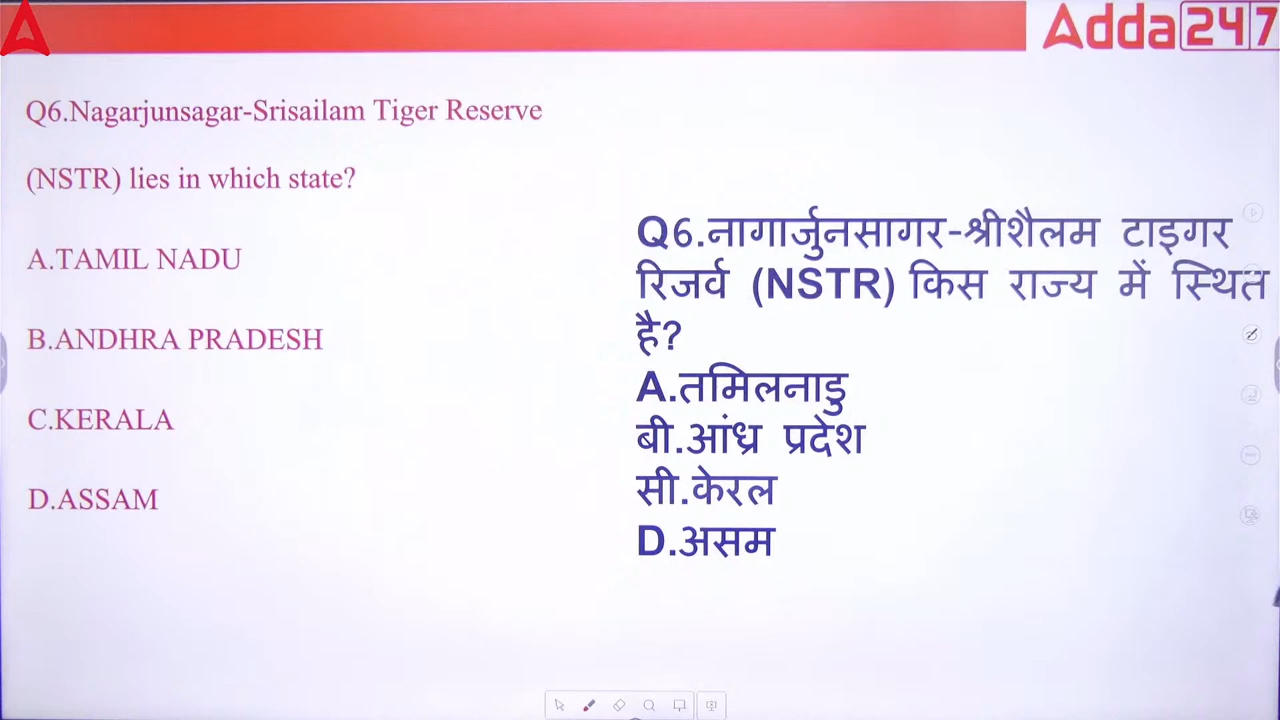 Adda247
Q6.Nagarjunsagar-Srisailam Tiger Reserve
(NSTR) lies in which state?
A.TAMIL NADU
B.ANDHRA PRADESH
C.KERALA
D.ASSAM
Q6.नागार्जुनसागर-श्रीशैलम टाइगर
रिजर्व (NSTR) किस राज्य में स्थित
है?
A.तमिलनाडु
बी.आंध्र प्रदेश
सी.केरल
D.असम